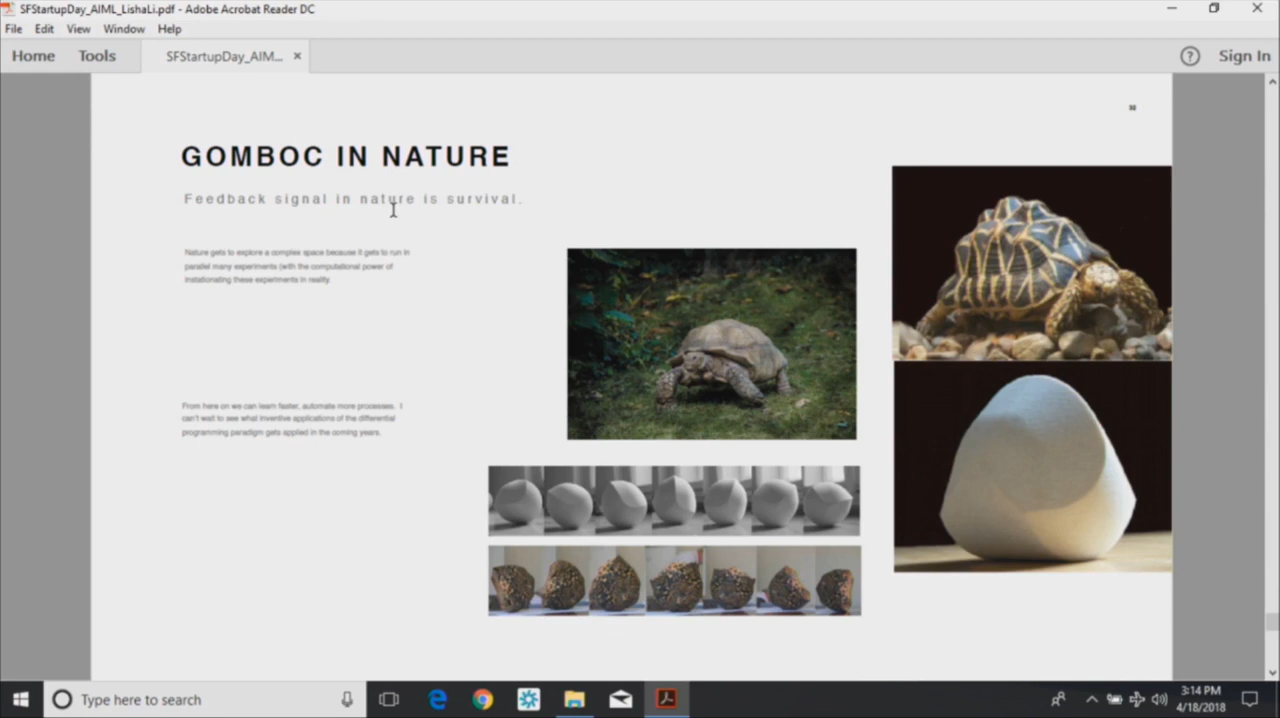 SFStartupDay_AIML_LishaLi.pdf - Adobe Acrobat Reader DC
File Edit View Window Help
Home Tools SFStartupDay_AIM... Sign In
GOMBOC IN NATURE
Feedback signal in nature is survival.
Nature gets to explore a complex space because it gets to run in
parallel many experiments (with the computational power of
instationating these experiments in reality.
From here on we can learn faster, automate more processes. I
can't wait to see what inventive applications of the differential
programming paradigm gets applied in the coming years.
Type here to search
3:14 PM
4/18/2018